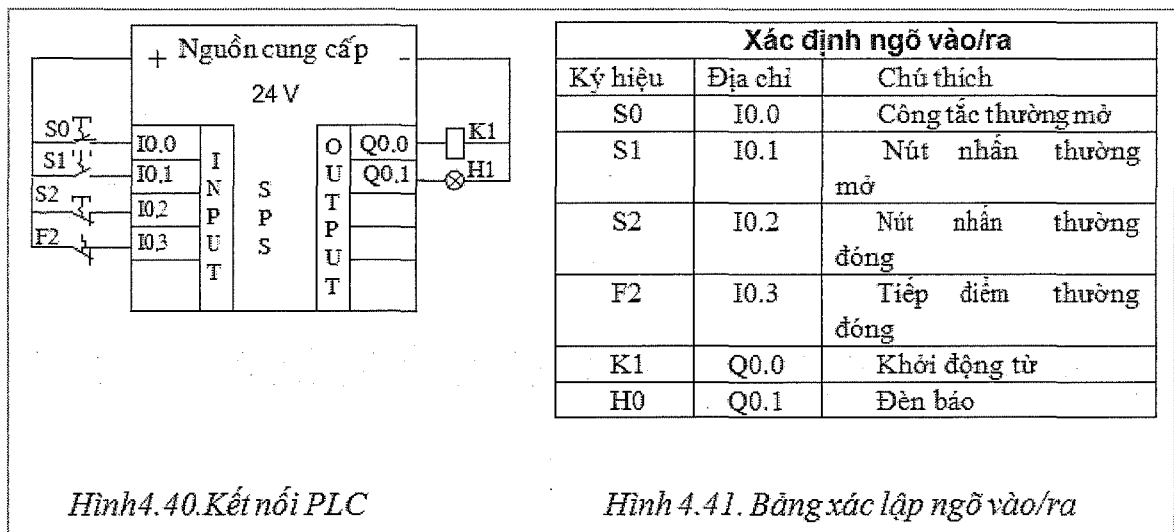 + Nguồn cung cấp -
24 V
S0
S1
S2
F2
I0.0
I0.1
I0.2
I0.3
INPUT
SPS
OUTPUT
Q0.0
Q0.1
K1
H1
Hình4.40.Kết nối PLC
Xác định ngõ vào/ra
Ký hiệu Địa chỉ Chú thích
S0 I0.0 Công tắc thường mở
S1 I0.1 Nút nhấn thường
mở
S2 I0.2 Nút nhấn thường
đóng
F2 I0.3 Tiếp điểm thường
đóng
K1 Q0.0 Khởi động từ
H0 Q0.1 Đèn báo
Hình 4.41. Bảng xác lập ngõ vào/ra